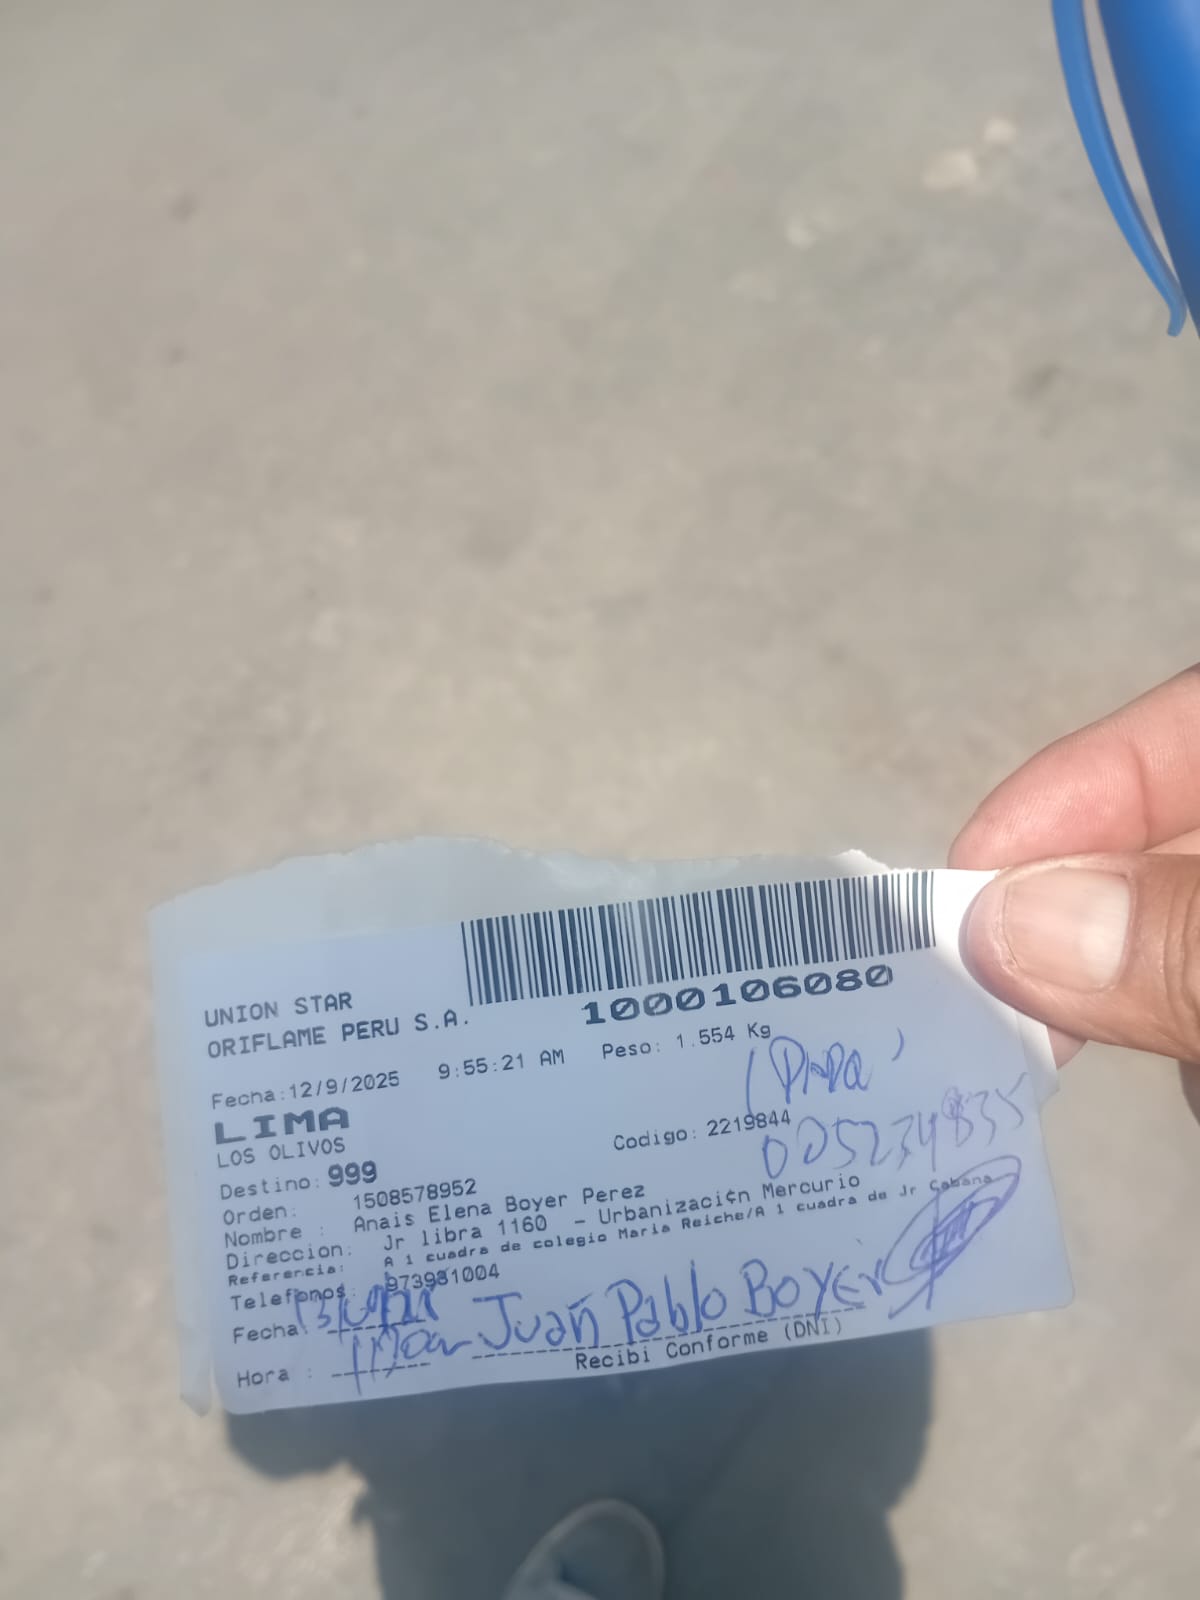 1000106080
UNION STAR
ORIFLAME PERU S.A.
Fecha:12/9/2025 9:55:21 AM Peso: 1.554 Kg
(PAPA)
LIMA
LOS OLIVOS
Codigo: 2219844
005234835
Destino: 999
Orden: 1508578952
Nombre : Anais Elena Boyer Perez
Direccion: Jr libra 1160 - Urbanizaci¢n Mercurio
Referencia: A 1 cuadra de colegio Maria Reiche/A 1 cuadra de Jr Cabana
Telefonos: 973981004
Fecha:
Juan Pablo Boyer
Hora :
Recibi Conforme (DNI)